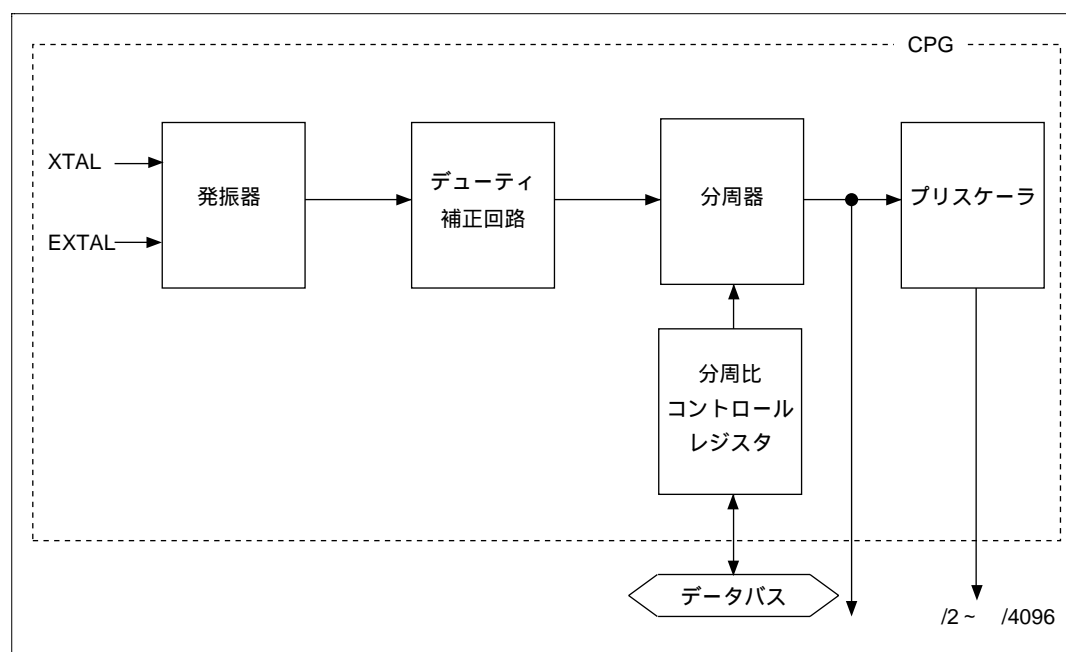 CPG
XTAL
EXTAL
発振器
デューティ
補正回路
分周器
プリスケーラ
分周比
コントロール
レジスタ
データバス
/2 ~ /4096